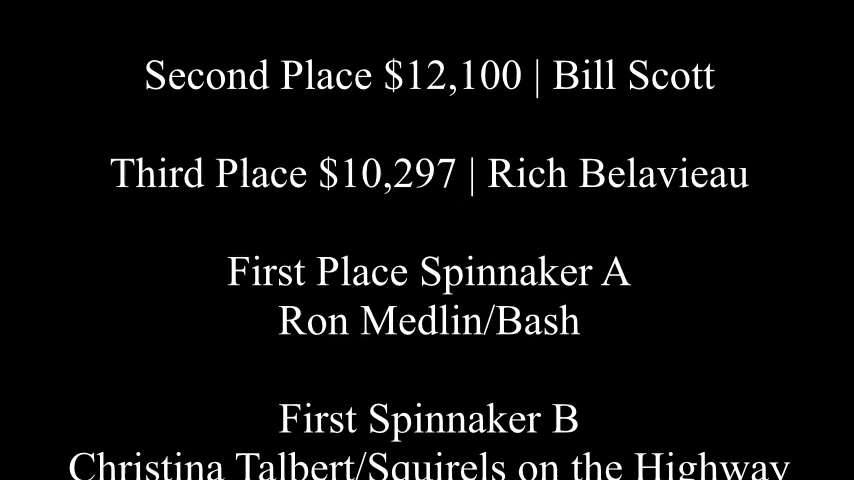 Second Place $12,100 | Bill Scott
Third Place $10,297 | Rich Belavieau
First Place Spinnaker A
Ron Medlin/Bash
First Spinnaker B
Christina Talbert/Squirels on the Highway